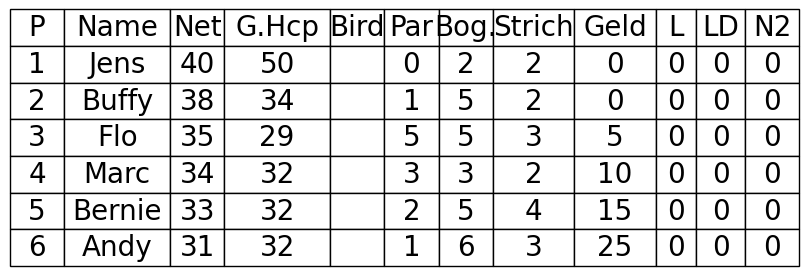 P Name Net G.Hcp Bird Par Bog. Strich Geld L LD N2
1 Jens 40 50 0 2 2 0 0 0 0
2 Buffy 38 34 1 5 2 0 0 0 0
3 Flo 35 29 5 5 3 5 0 0 0
4 Marc 34 32 3 3 2 10 0 0 0
5 Bernie 33 32 2 5 4 15 0 0 0
6 Andy 31 32 1 6 3 25 0 0 0